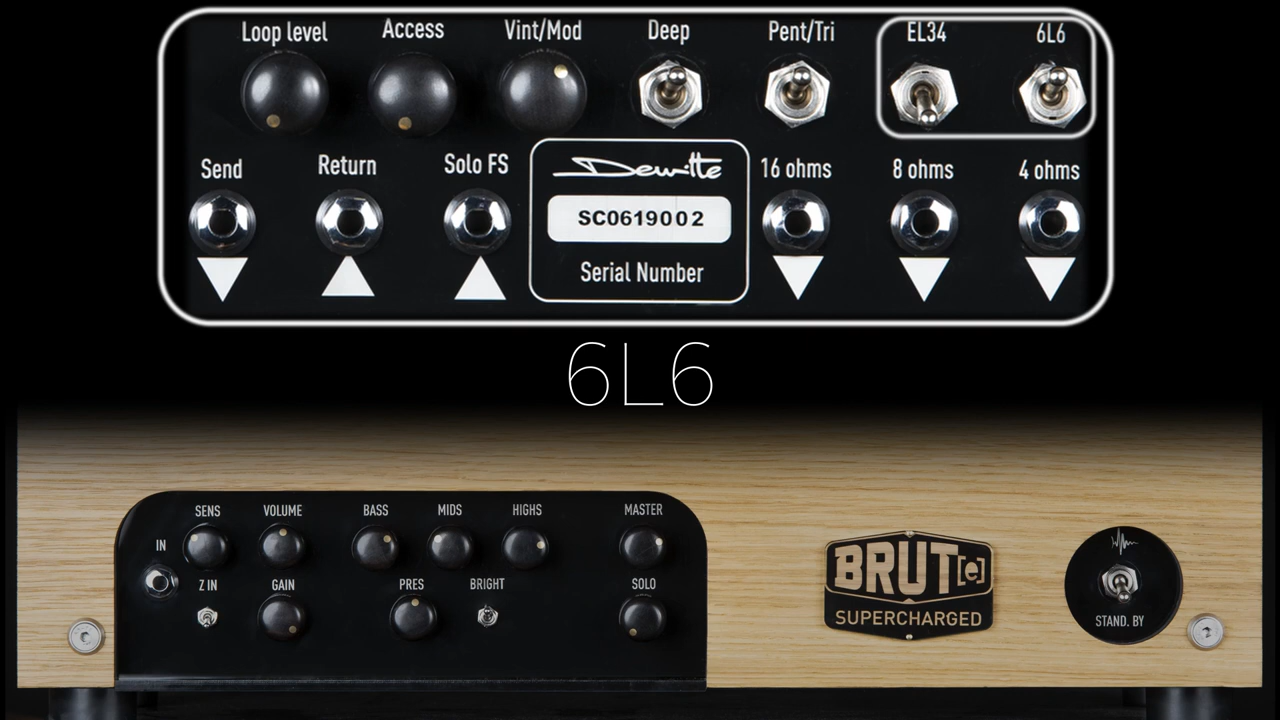 Loop level Access Vint/Mod Deep Pent/Tri EL34 6L6
Send Return Solo FS Dewitte 16 ohms 8 ohms 4 ohms
SC0619002
Serial Number
6L6
SENS VOLUME BASS MIDS HIGHS MASTER
IN
Z IN GAIN PRES BRIGHT SOLO
BRUT[e]
SUPERCHARGED
STAND. BY